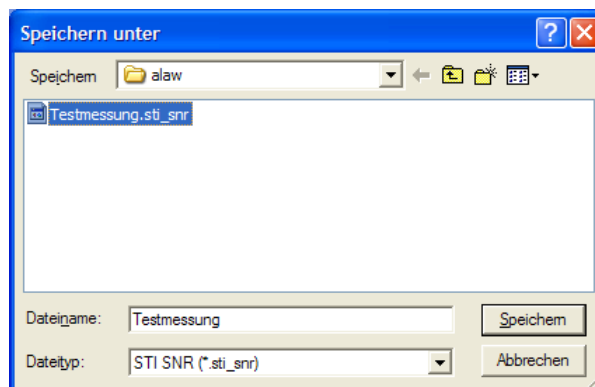 Speichern unter
Speichern alaw
Testmessung.sti_snr
Dateiname: Testmessung Speichern
Dateityp: STI SNR (*.sti_snr) Abbrechen